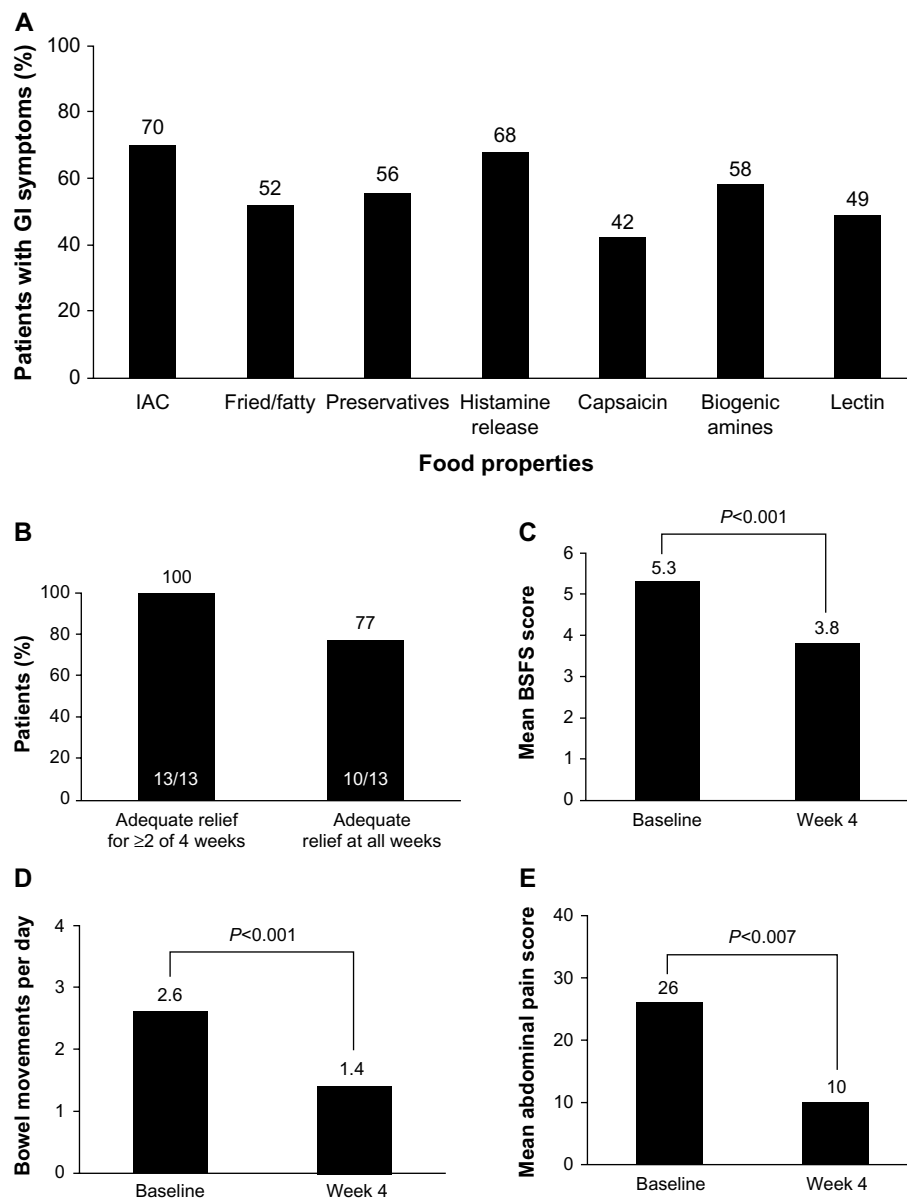 A
Patients with GI symptoms (%)
100
80
60
40
20
0
70
52
56
68
42
58
49
IAC
Fried/fatty
Preservatives
Histamine
release
Capsaicin
Biogenic
amines
Lectin
Food properties
B
Patients (%)
100
80
60
40
20
0
100
77
13/13
10/13
Adequate relief
for ≥2 of 4 weeks
Adequate
relief at all weeks
C
Mean BSFS score
6
5
4
3
2
1
0
P<0.001
5.3
3.8
Baseline
Week 4
D
Bowel movements per day
4
3
2
1
0
P<0.001
2.6
1.4
Baseline
Week 4
E
Mean abdominal pain score
40
30
20
10
0
P<0.007
26
10
Baseline
Week 4